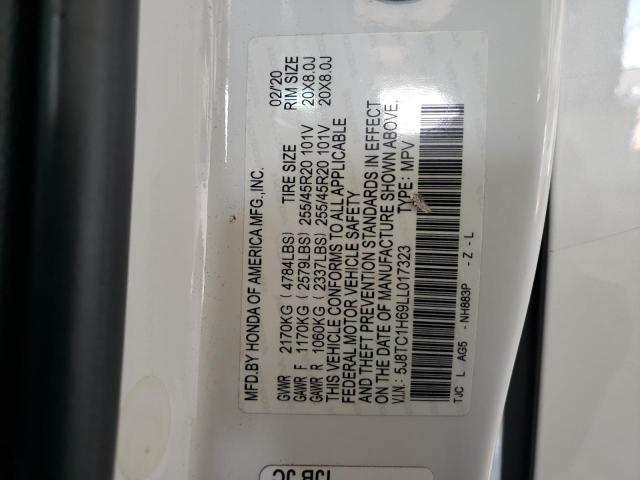 MFD.BY HONDA OF AMERICA MFG.,INC. 02/'20
GVWR 2170KG ( 4784LBS) TIRE SIZE RIM SIZE
GAWR F 1170KG ( 2579LBS) 255/45R20 101V 20X8.0J
GAWR R 1060KG ( 2337LBS) 255/45R20 101V 20X8.0J
THIS VEHICLE CONFORMS TO ALL APPLICABLE
FEDERAL MOTOR VEHICLE SAFETY
AND THEFT PREVENTION STANDARDS IN EFFECT
ON THE DATE OF MANUFACTURE SHOWN ABOVE.
V.I.N.: 5J8TC1H69LL017323 TYPE: MPV
TJC L AG5 NH883P - Z - L